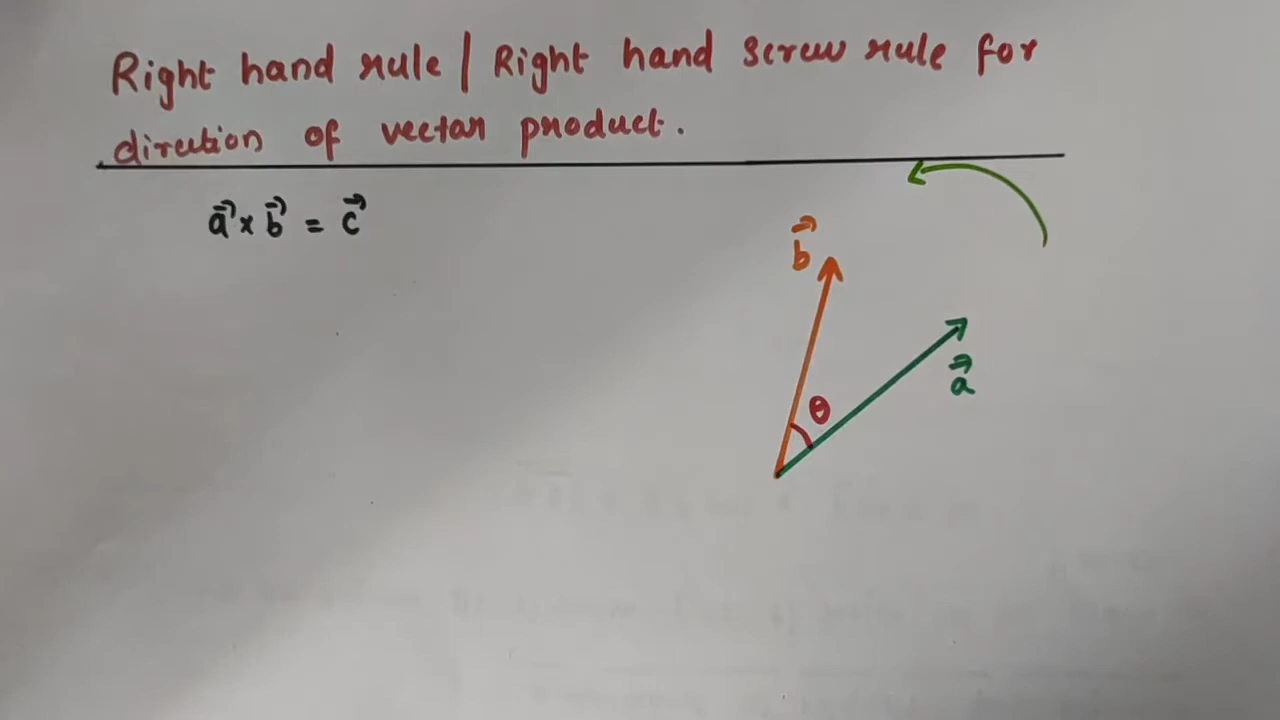 Right hand rule | Right hand screw rule for
direction of vector product.
a⃗ × b⃗ = c⃗
b⃗
a⃗
θ